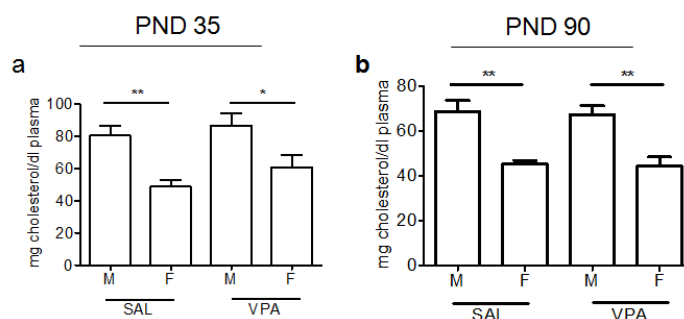 PND 35
PND 90
a
b
** *
** **
mg cholesterol/dl plasma
100
80
60
40
20
0
M F M F
SAL VPA
mg cholesterol/dl plasma
80
60
40
20
0
M F M F
SAL VPA